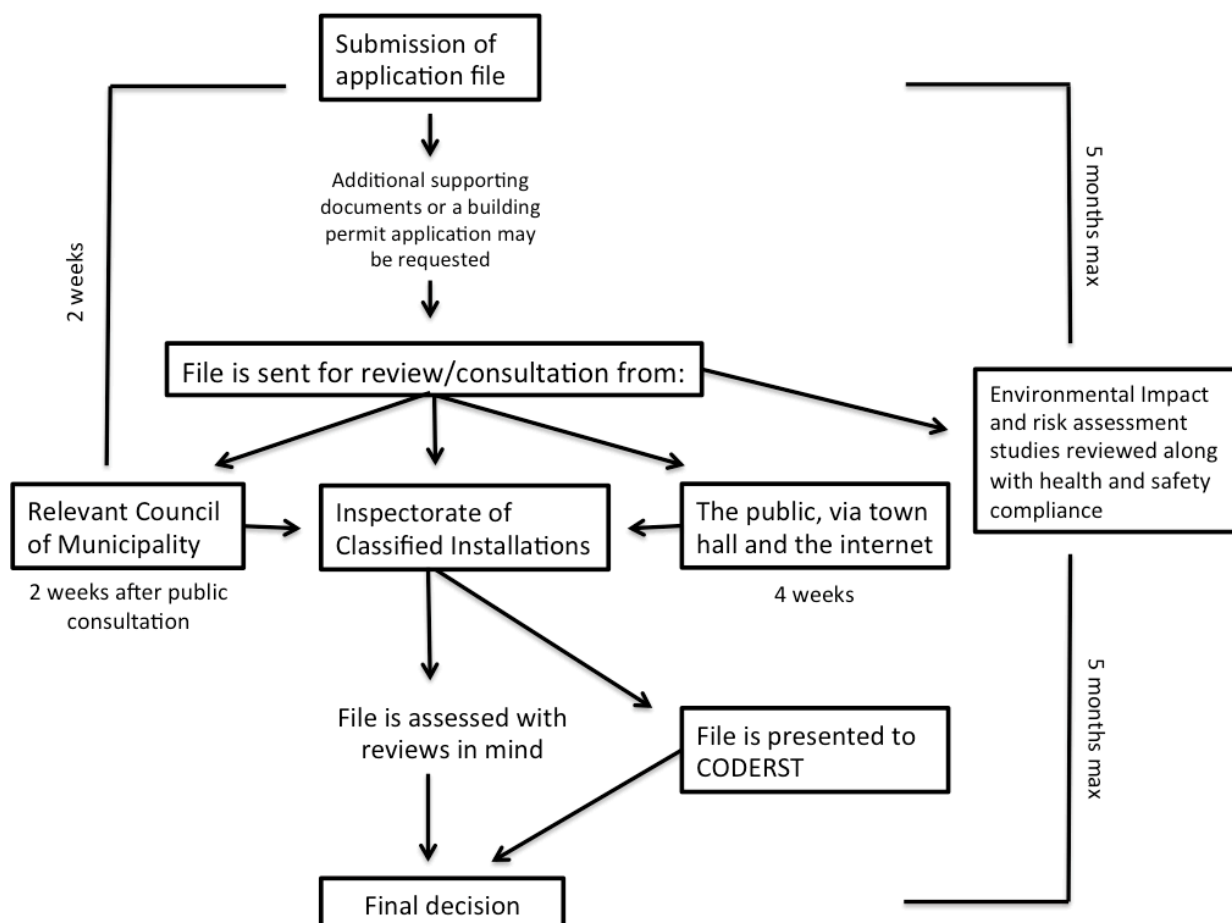 Submission of
application file
Additional supporting
documents or a building
permit application may
be requested
2 weeks
5 months max
File is sent for review/consultation from:
Environmental Impact
and risk assessment
studies reviewed along
with health and safety
compliance
Relevant Council
of Municipality
2 weeks after public
consultation
Inspectorate of
Classified Installations
The public, via town
hall and the internet
4 weeks
File is assessed with
reviews in mind
File is presented to
CODERST
5 months max
Final decision